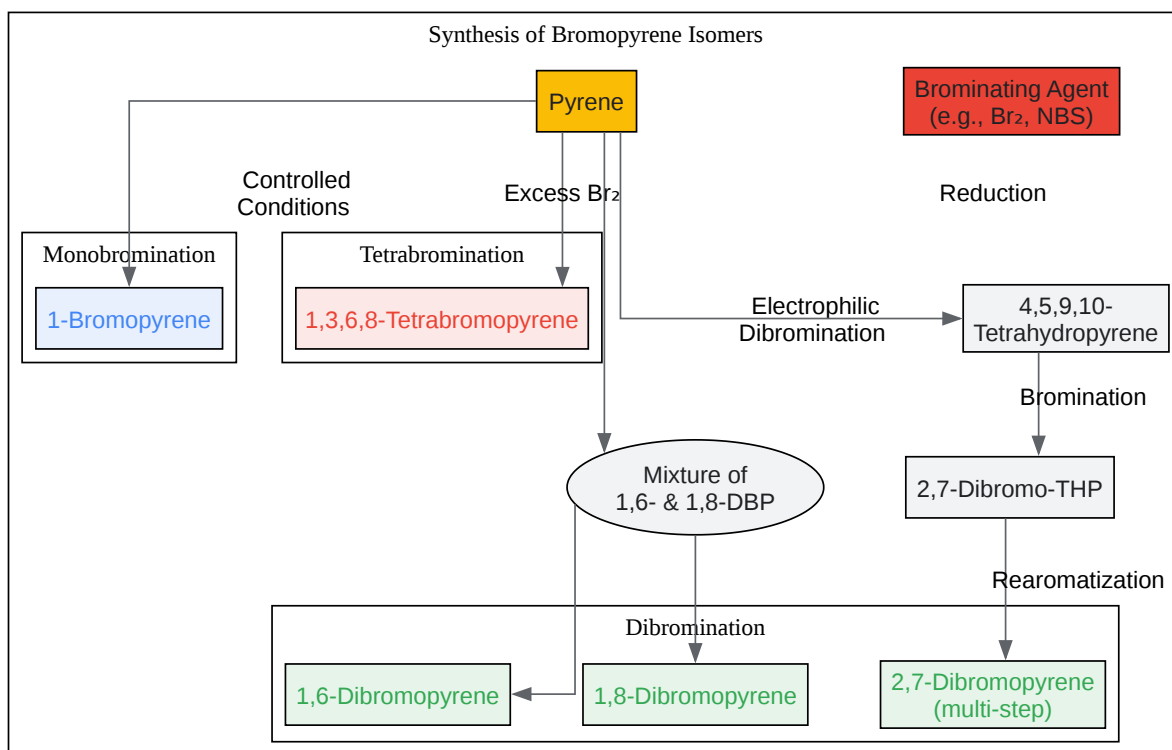 Synthesis of Bromopyrene Isomers
Pyrene
Brominating Agent
(e.g., Br₂, NBS)
Controlled
Conditions
Excess Br₂
Reduction
Monobromination
1-Bromopyrene
Tetrabromination
1,3,6,8-Tetrabromopyrene
Electrophilic
Dibromination
4,5,9,10-
Tetrahydropyrene
Bromination
Mixture of
1,6- & 1,8-DBP
2,7-Dibromo-THP
Rearomatization
Dibromination
1,6-Dibromopyrene
1,8-Dibromopyrene
2,7-Dibromopyrene
(multi-step)